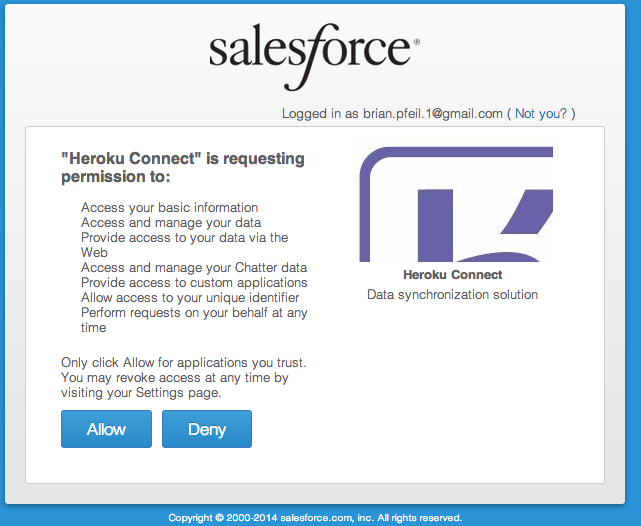 salesforce®
Logged in as brian.pfeil.1@gmail.com ( Not you? )
"Heroku Connect" is requesting
permission to:
Access your basic information
Access and manage your data
Provide access to your data via the
Web
Access and manage your Chatter data
Provide access to custom applications
Allow access to your unique identifier
Perform requests on your behalf at any
time
Only click Allow for applications you trust.
You may revoke access at any time by
visiting your Settings page.
Allow
Deny
Heroku Connect
Data synchronization solution
Copyright © 2000-2014 salesforce.com, inc. All rights reserved.